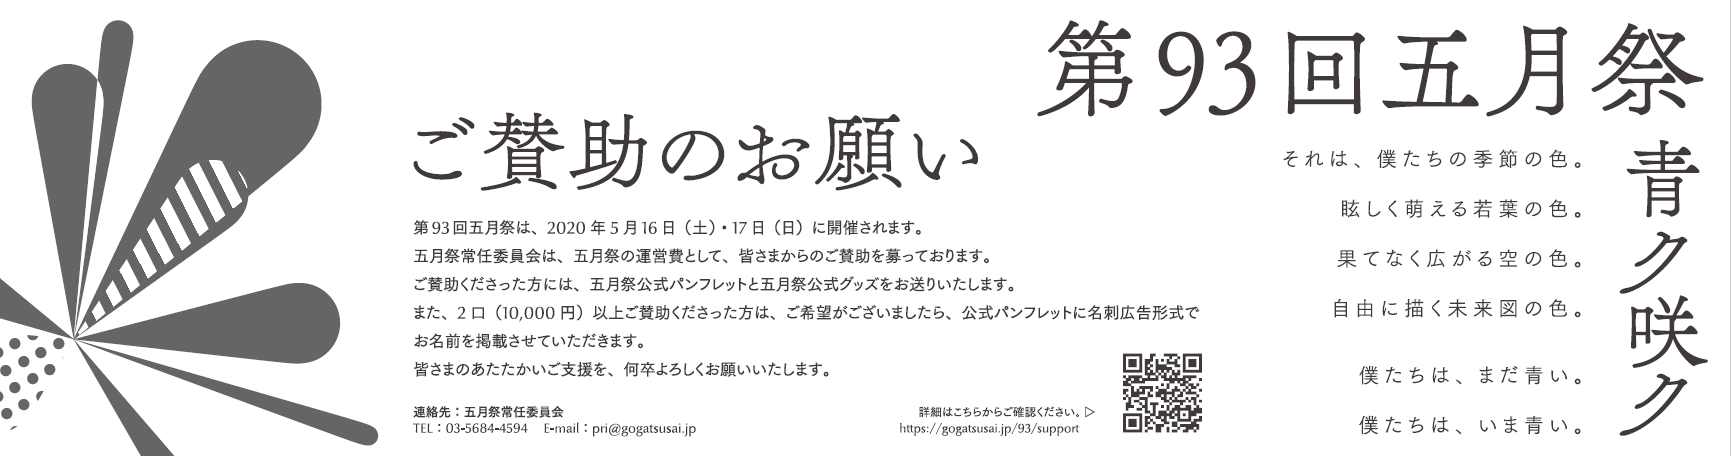 第93回五月祭
青ク咲ク
それは、僕たちの季節の色。
眩しく萌える若葉の色。
果てなく広がる空の色。
自由に描く未来図の色。
僕たちは、まだ青い。
僕たちは、いま青い。
ご賛助のお願い
第93回五月祭は、2020 年 5 月 16 日（土）・17 日（日）に開催されます。
五月祭常任委員会は、五月祭の運営費として、皆さまからのご賛助を募っております。
ご賛助くださった方には、五月祭公式パンフレットと五月祭公式グッズをお送りいたします。
また、2 口（10,000 円）以上ご賛助くださった方は、ご希望がございましたら、公式パンフレットに名刺広告形式で
お名前を掲載させていただきます。
皆さまのあたたかいご支援を、何卒よろしくお願いいたします。
連絡先：五月祭常任委員会
TEL：03-5684-4594　E-mail：pri@gogatsusai.jp
詳細はこちらからご確認ください。▷
https://gogatsusai.jp/93/support